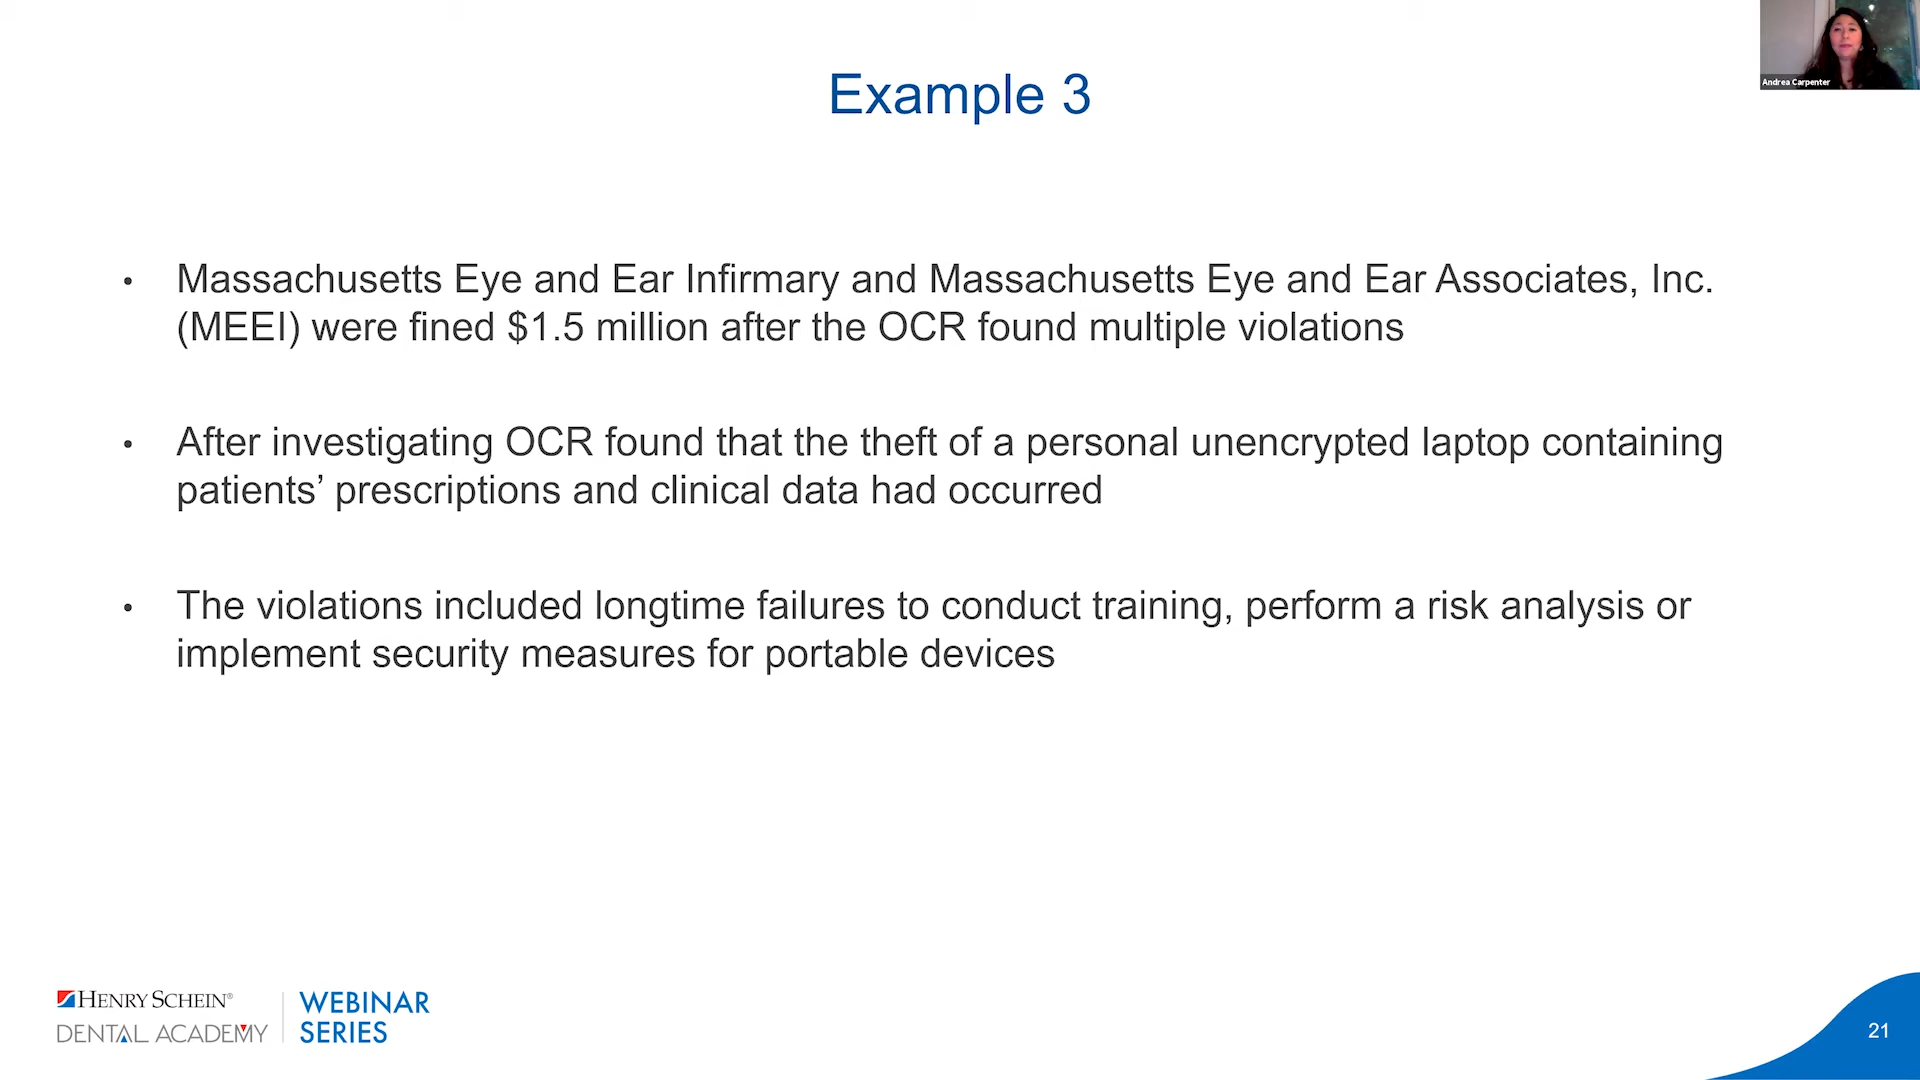 Andrea Carpenter
Example 3
• Massachusetts Eye and Ear Infirmary and Massachusetts Eye and Ear Associates, Inc.
(MEEI) were fined $1.5 million after the OCR found multiple violations
• After investigating OCR found that the theft of a personal unencrypted laptop containing
patients’ prescriptions and clinical data had occurred
• The violations included longtime failures to conduct training, perform a risk analysis or
implement security measures for portable devices
HENRY SCHEIN®
DENTAL ACADEMY
WEBINAR
SERIES
21